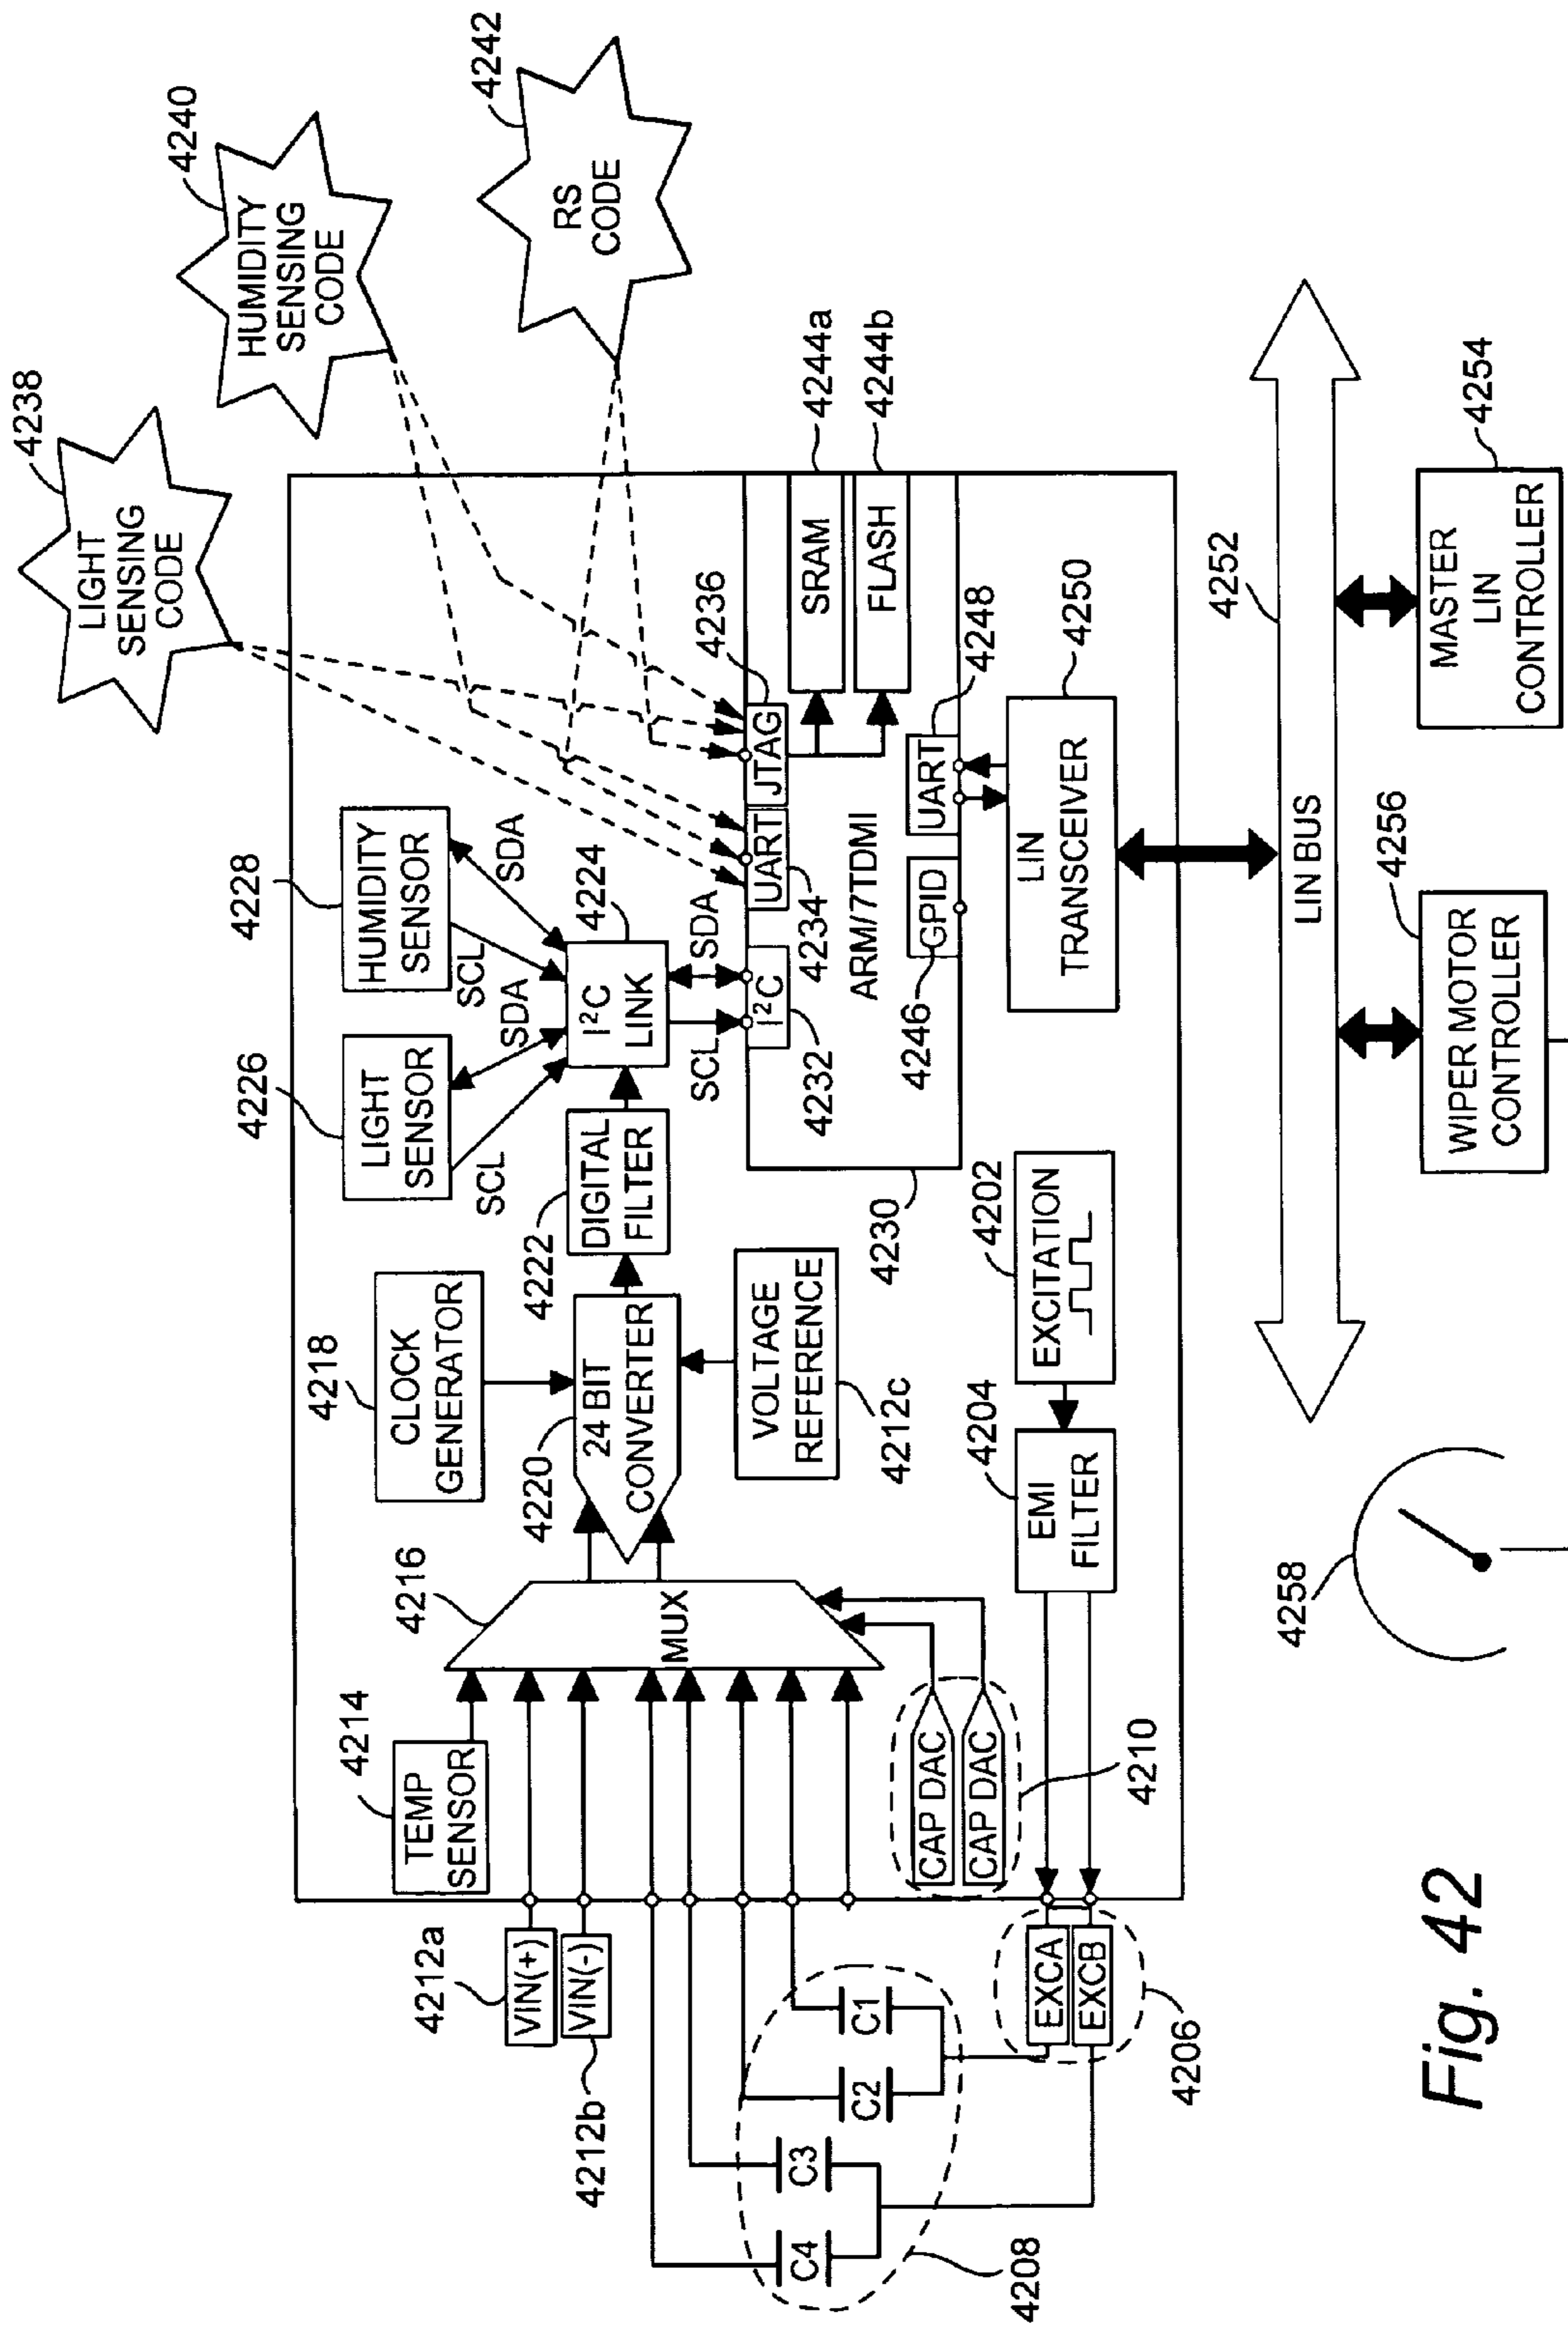 4238
LIGHT
SENSING
CODE
4240
HUMIDITY
SENSING
CODE
4242
RS
CODE
4214
TEMP
SENSOR
4216
MUX
4218
CLOCK
GENERATOR
4220
24 BIT
CONVERTER
4222
DIGITAL
FILTER
4226
LIGHT
SENSOR
SCL
SDA
4228
HUMIDITY
SENSOR
SCL
SDA
4224
I²C
LINK
SCL
SDA
4212a
VIN(+)
VIN(-)
4212b
VOLTAGE
REFERENCE
4212c
4232
I²C
4234
UART
4236
JTAG
SRAM
4244a
FLASH
4244b
ARM/7TDMI
4230
4246
GPID
UART
4248
C4
C3
C2
C1
4208
CAP DAC
CAP DAC
4210
EXCA
EXCB
4206
4204
EMI
FILTER
4202
EXCITATION
LIN
TRANSCEIVER
4250
4252
LIN BUS
4258
4256
WIPER MOTOR
CONTROLLER
4254
MASTER
LIN
CONTROLLER
Fig. 42